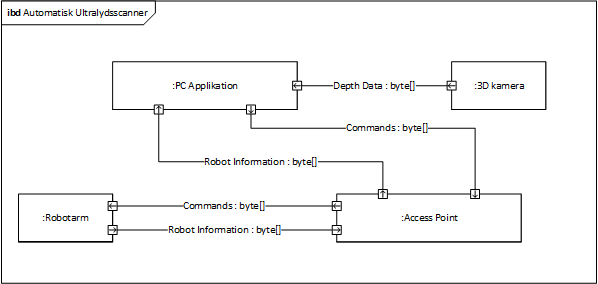 ibd Automatisk Ultralydsscanner
:PC Applikation
Depth Data : byte[]
:3D kamera
Commands : byte[]
Robot Information : byte[]
:Robotarm
Commands : byte[]
Robot Information : byte[]
:Access Point